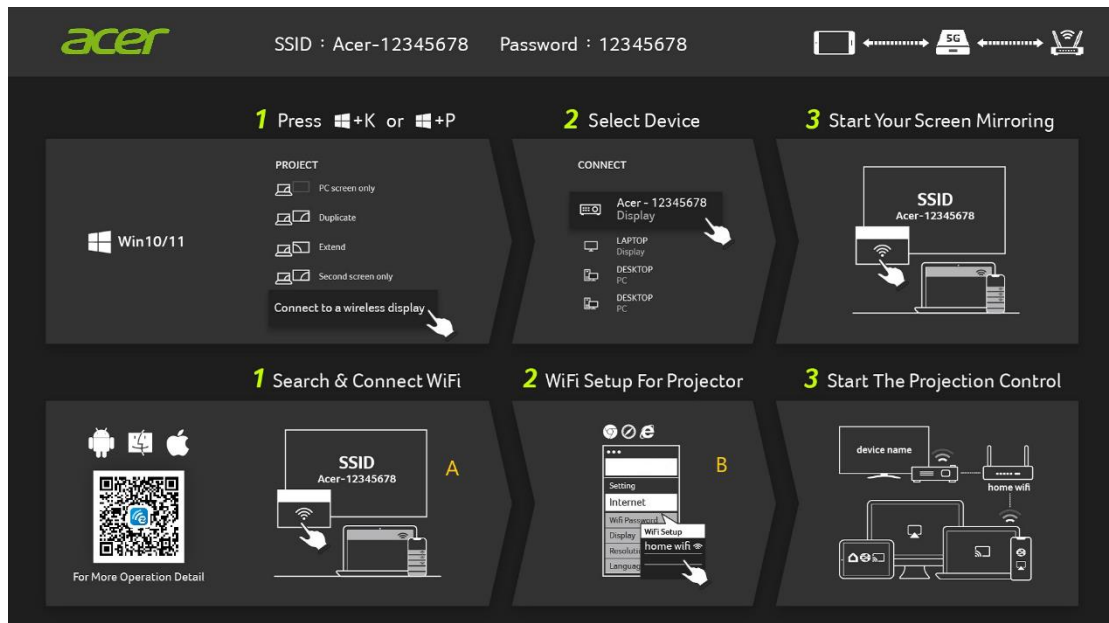 acer
SSID : Acer-12345678 Password : 12345678
5G
1 Press +K or +P
2 Select Device
3 Start Your Screen Mirroring
Win10/11
PROJECT
PC screen only
Duplicate
Extend
Second screen only
Connect to a wireless display
CONNECT
Acer - 12345678
Display
LAPTOP
Display
DESKTOP
PC
DESKTOP
PC
SSID
Acer-12345678
1 Search & Connect WiFi
2 WiFi Setup For Projector
3 Start The Projection Control
For More Operation Detail
SSID
Acer-12345678
A
Setting
Internet
Wifi Password
Display
WiFi Setup
home wifi
B
device name
home wifi